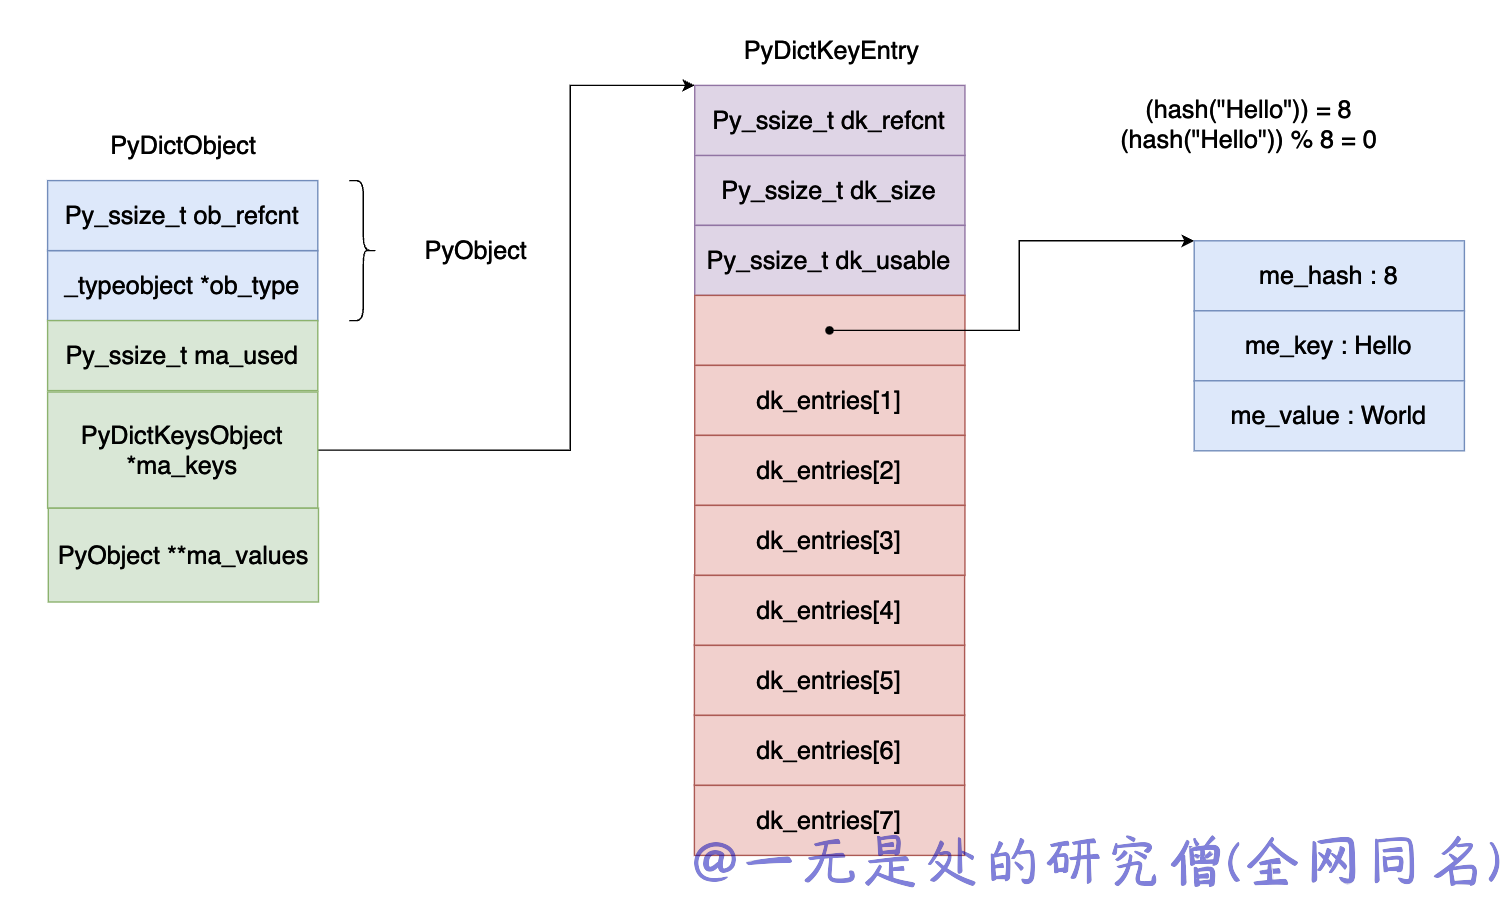 PyDictObject
Py_ssize_t ob_refcnt
_typeobject *ob_type
Py_ssize_t ma_used
PyDictKeysObject
*ma_keys
PyObject **ma_values
PyObject
PyDictKeyEntry
Py_ssize_t dk_refcnt
Py_ssize_t dk_size
Py_ssize_t dk_usable
dk_entries[1]
dk_entries[2]
dk_entries[3]
dk_entries[4]
dk_entries[5]
dk_entries[6]
dk_entries[7]
(hash("Hello")) = 8
(hash("Hello")) % 8 = 0
me_hash : 8
me_key : Hello
me_value : World
@一无是处的研究僧(全网同名)